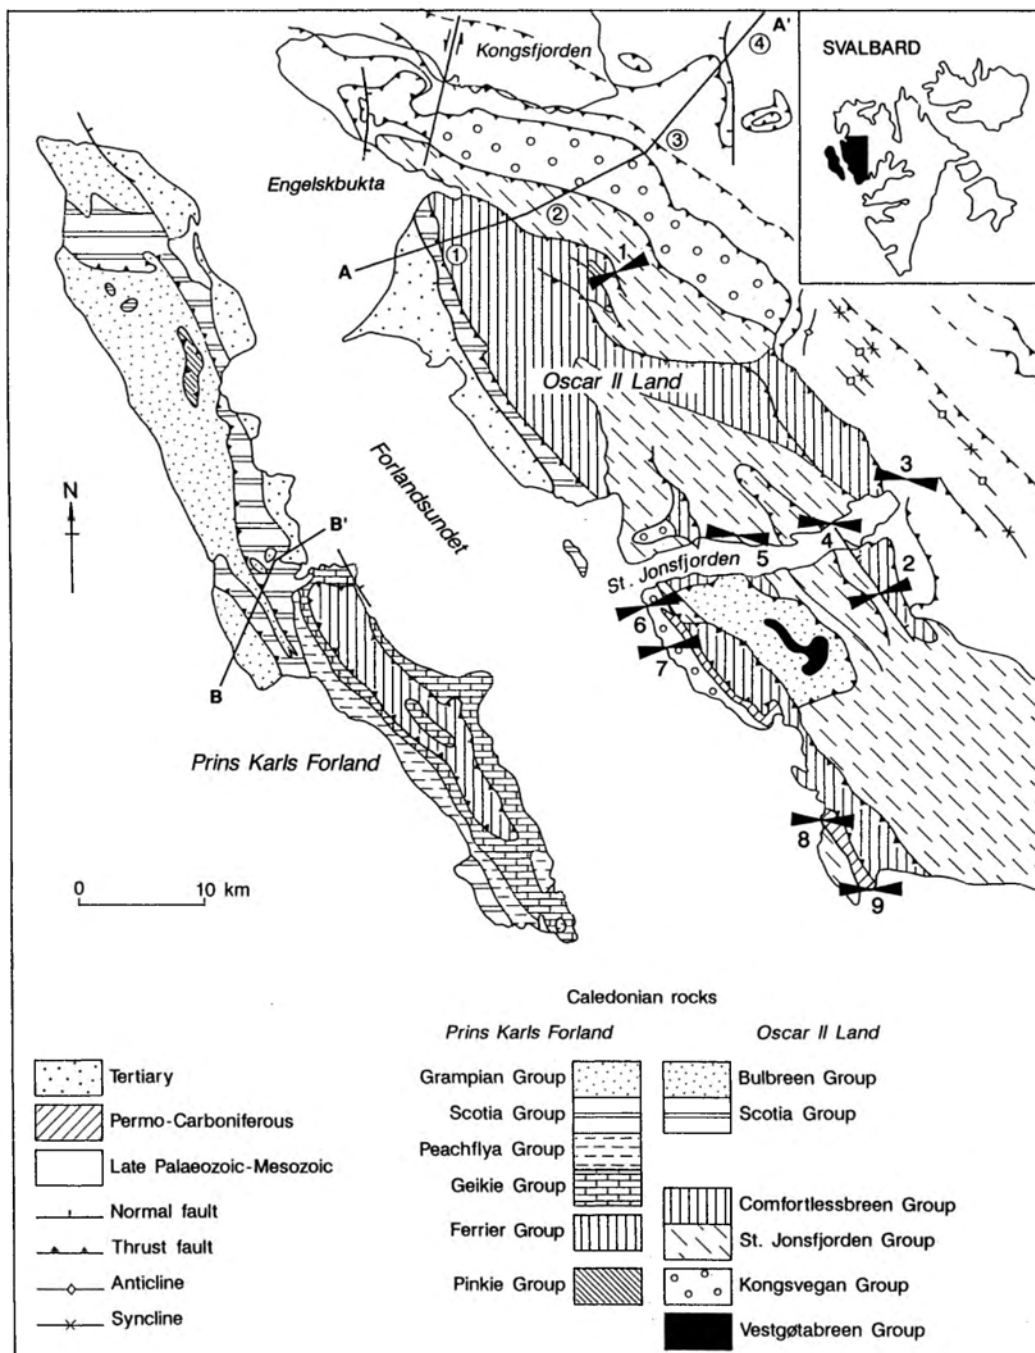 A'
④
Kongsfjorden
SVALBARD
③
Engelskbukta
②
①
1
A
Oscar II Land
Forlandsundet
3
N
B'
4
5
2
St. Jonsfjorden
6
7
B
Prins Karls Forland
8
9
0 10 km
Caledonian rocks
Prins Karls Forland
Oscar II Land
Tertiary
Permo-Carboniferous
Late Palaeozoic-Mesozoic
Normal fault
Thrust fault
Anticline
Syncline
Grampian Group
Scotia Group
Peachflya Group
Geikie Group
Ferrier Group
Pinkie Group
Bulbreen Group
Scotia Group
Comfortlessbreen Group
St. Jonsfjorden Group
Kongsvegan Group
Vestgøtabreen Group